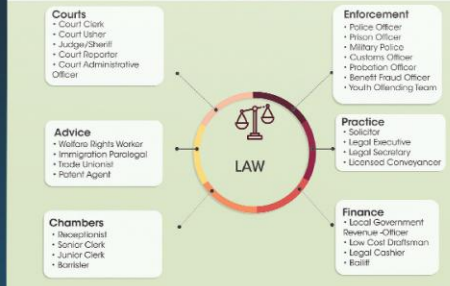 Courts
• Court Clerk
• Court Usher
• Judge/Sheriff
• Court Reporter
• Court Administrative
Officer
Advice
• Welfare Rights Worker
• Immigration Paralegal
• Trade Unionist
• Patent Agent
Chambers
• Receptionist
• Senior Clerk
• Junior Clerk
• Barrister
LAW
Enforcement
• Police Officer
• Prison Officer
• Military Police
• Customs Officer
• Probation Officer
• Benefit Fraud Officer
• Youth Offending Team
Practice
• Solicitor
• Legal Executive
• Legal Secretary
• Licensed Conveyancer
Finance
• Local Government
Revenue -Officer
• Low Cost Draftsman
• Legal Cashier
• Bailiff